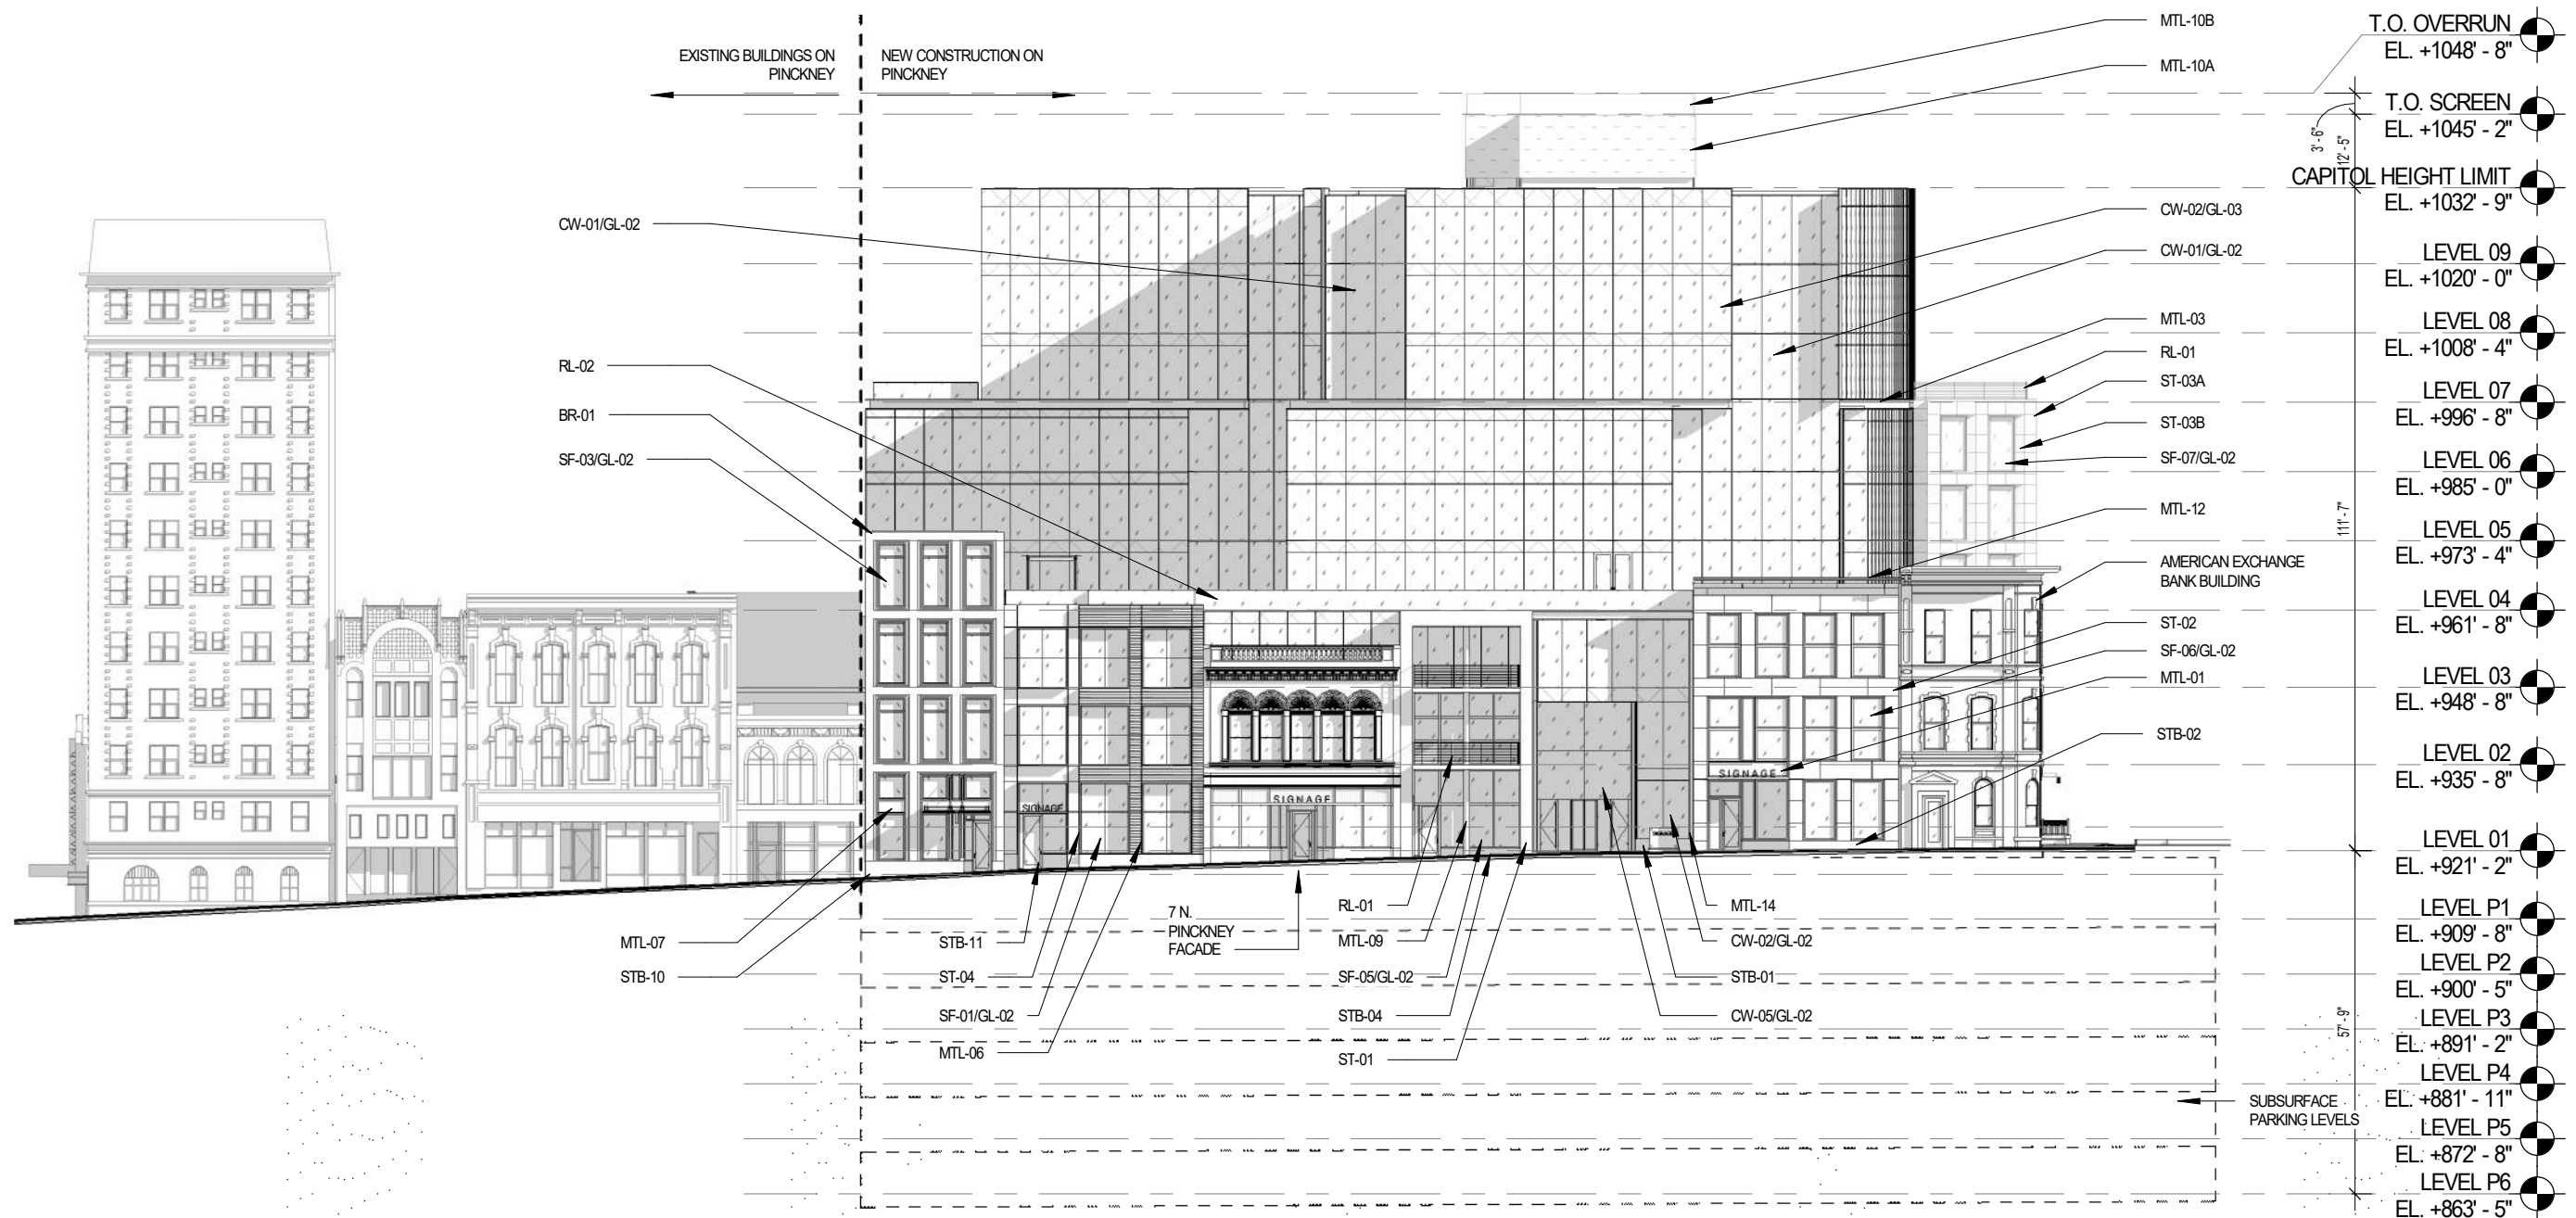 EXISTING BUILDINGS ON
PINCKNEY
NEW CONSTRUCTION ON
PINCKNEY
CW-01/GL-02
RL-02
BR-01
SF-03/GL-02
MTL-10B
MTL-10A
CW-02/GL-03
CW-01/GL-02
MTL-03
RL-01
ST-03A
ST-03B
SF-07/GL-02
MTL-12
AMERICAN EXCHANGE
BANK BUILDING
ST-02
SF-06/GL-02
MTL-01
STB-02
T.O. OVERRUN
EL. +1048' - 8"
T.O. SCREEN
EL. +1045' - 2"
CAPITOL HEIGHT LIMIT
EL. +1032' - 9"
LEVEL 09
EL. +1020' - 0"
LEVEL 08
EL. +1008' - 4"
LEVEL 07
EL. +996' - 8"
LEVEL 06
EL. +985' - 0"
LEVEL 05
EL. +973' - 4"
LEVEL 04
EL. +961' - 8"
LEVEL 03
EL. +948' - 8"
LEVEL 02
EL. +935' - 8"
LEVEL 01
EL. +921' - 2"
LEVEL P1
EL. +909' - 8"
LEVEL P2
EL. +900' - 5"
LEVEL P3
EL. +891' - 2"
LEVEL P4
EL. +881' - 11"
LEVEL P5
EL. +872' - 8"
LEVEL P6
EL. +863' - 5"
3' - 6"
12' - 5"
111' - 7"
57' - 9"
SIGNAGE
SIGNAGE
SIGNAGE
SIGNAGE
MTL-07
STB-10
STB-11
ST-04
SF-01/GL-02
MTL-06
7 N.
PINCKNEY
FACADE
RL-01
MTL-09
SF-05/GL-02
STB-04
ST-01
MTL-14
CW-02/GL-02
STB-01
CW-05/GL-02
SUBSURFACE
PARKING LEVELS